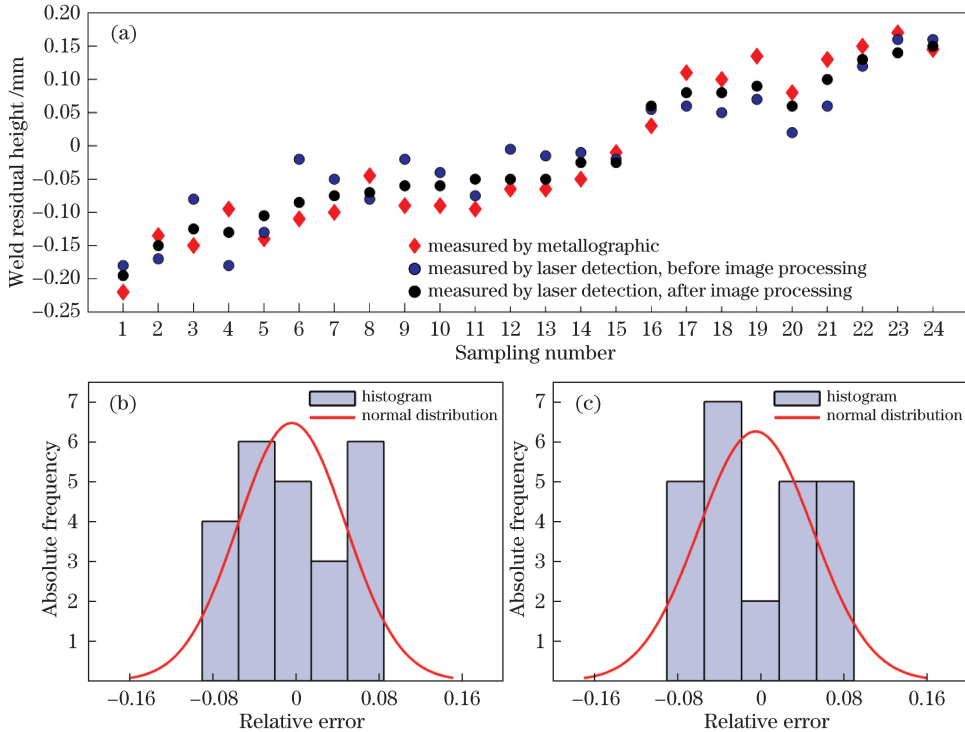 (a)
Weld residual height /mm
0.20
0.15
0.10
0.05
0
−0.05
−0.10
−0.15
−0.20
−0.25
measured by metallographic
measured by laser detection, before image processing
measured by laser detection, after image processing
1 2 3 4 5 6 7 8 9 10 11 12 13 14 15 16 17 18 19 20 21 22 23 24
Sampling number
(b)
histogram
normal distribution
Absolute frequency
7
6
5
4
3
2
1
−0.16 −0.08 0 0.08 0.16
Relative error
(c)
histogram
normal distribution
Absolute frequency
7
6
5
4
3
2
1
−0.16 −0.08 0 0.08 0.16
Relative error